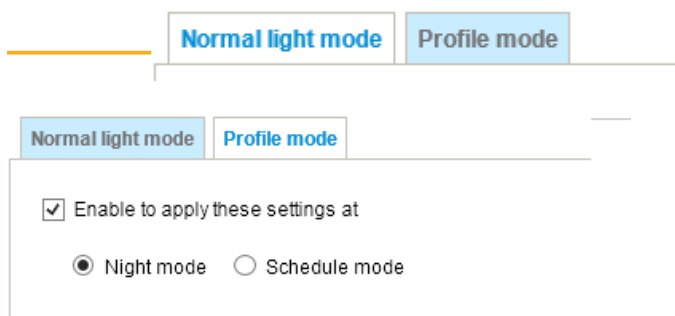 Normal light mode Profile mode
Normal light mode Profile mode
Enable to apply these settings at
Night mode Schedule mode